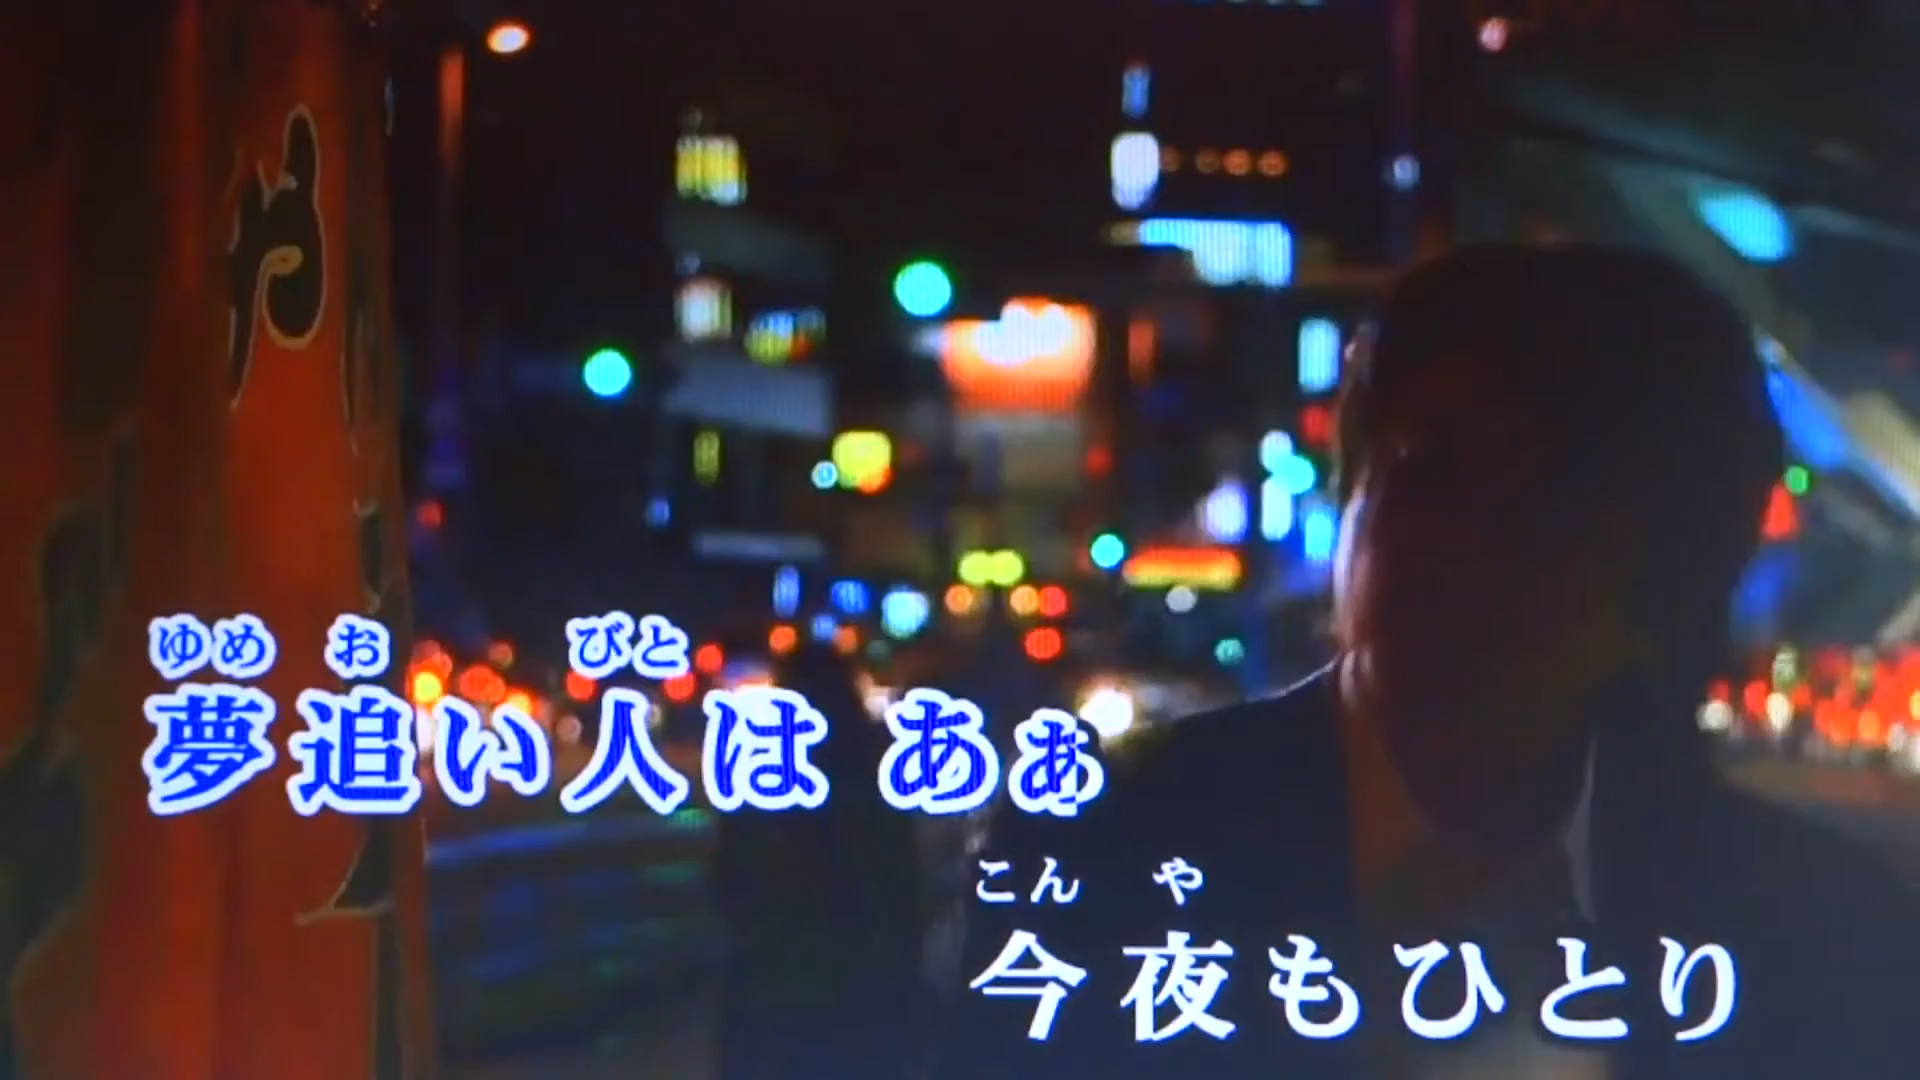 ゆめ お びと
夢追い人は あぁ
こん や
今夜もひとり